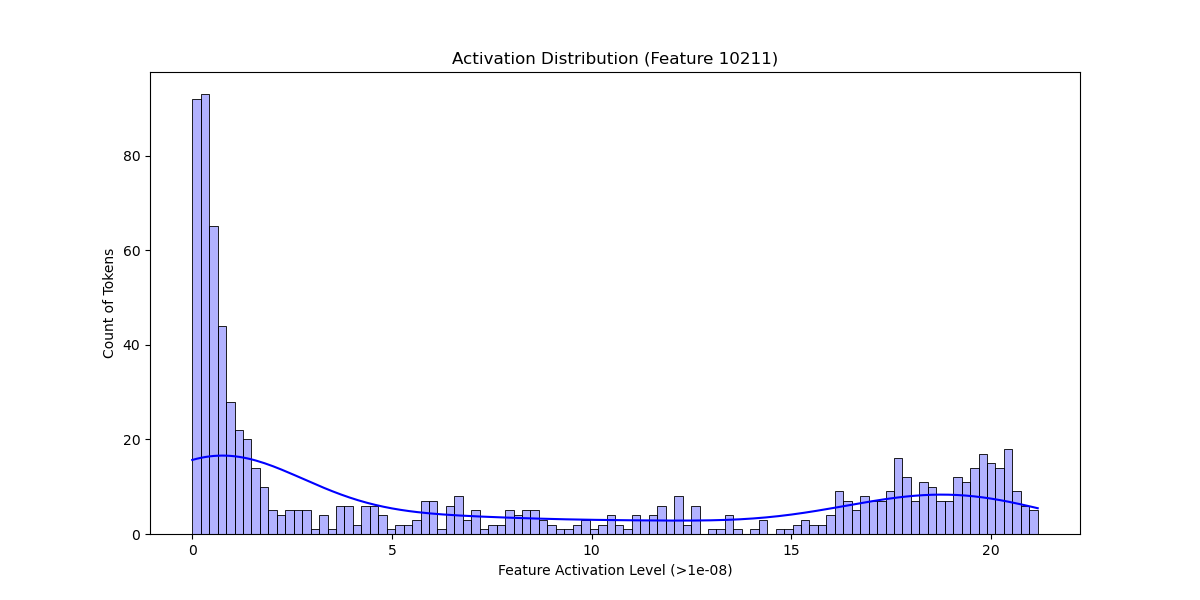 Activation Distribution (Feature 10211)
Count of Tokens
80
60
40
20
0
0 5 10 15 20
Feature Activation Level (>1e-08)